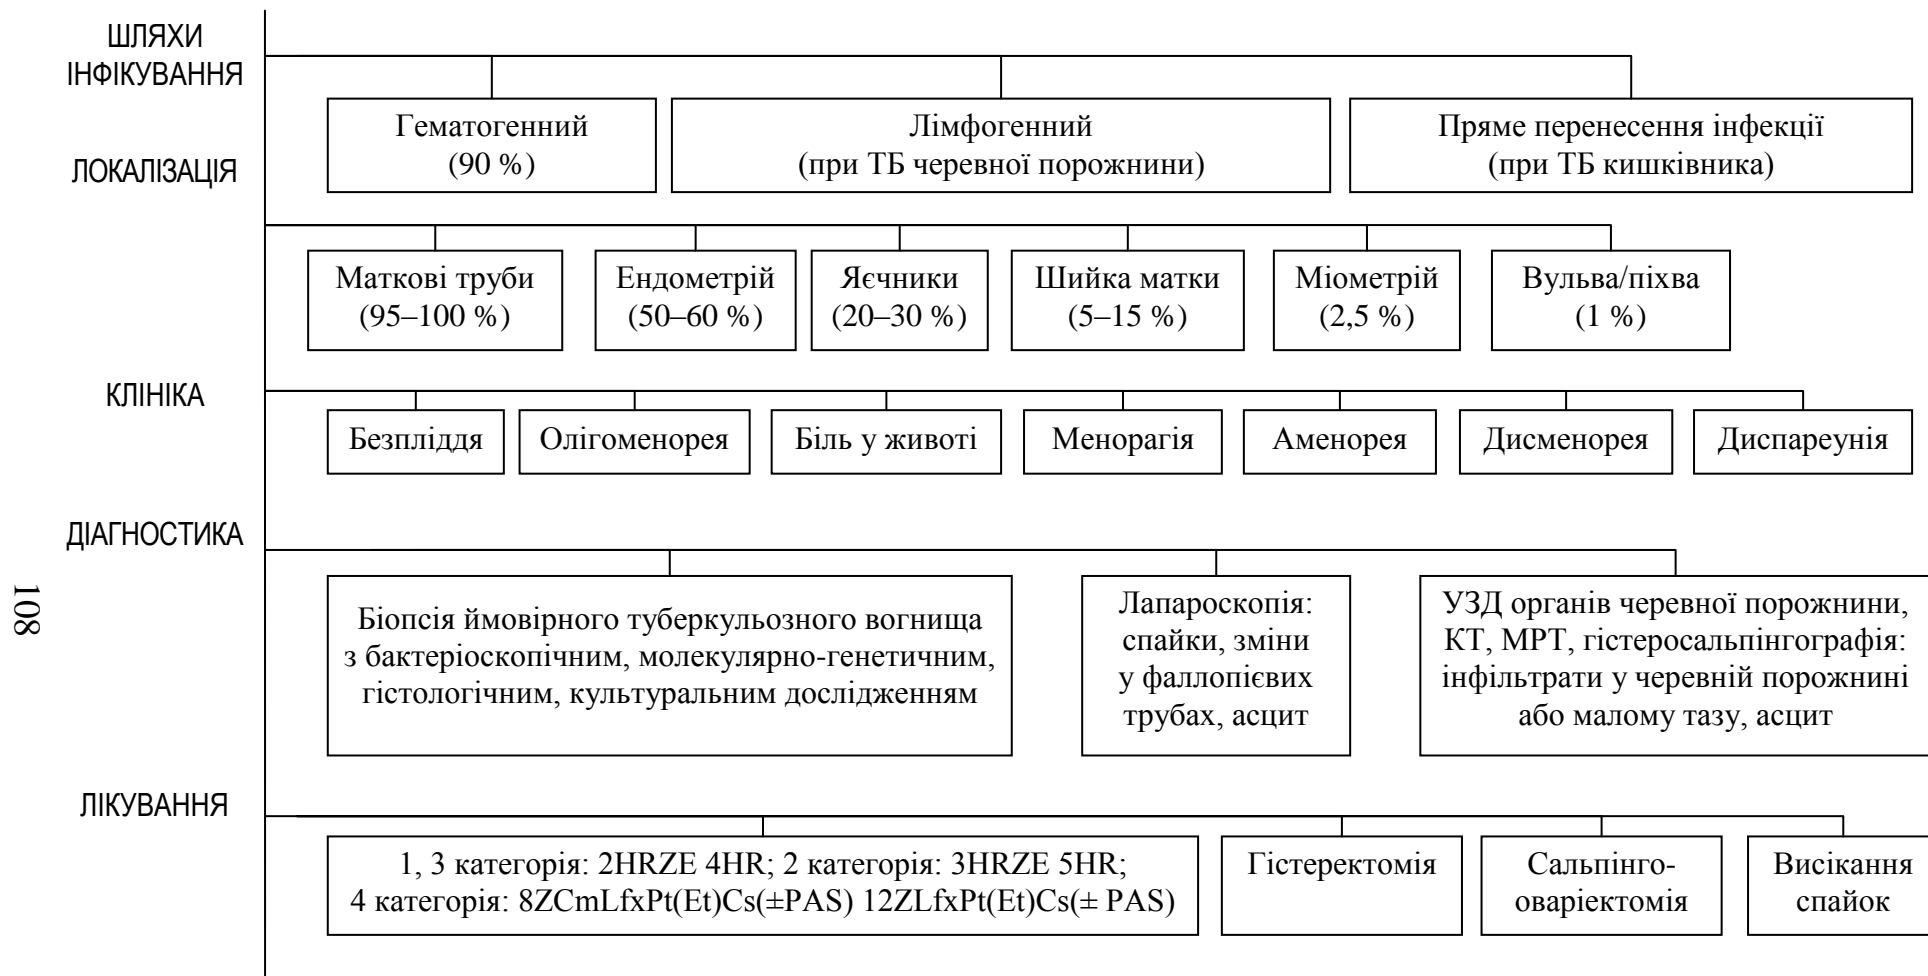 ШЛЯХИ
ІНФІКУВАННЯ
Гематогенний
(90 %)
Лімфогенний
(при ТБ черевної порожнини)
Пряме перенесення інфекції
(при ТБ кишківника)
ЛОКАЛІЗАЦІЯ
Маткові труби
(95–100 %)
Ендометрій
(50–60 %)
Яєчники
(20–30 %)
Шийка матки
(5–15 %)
Міометрій
(2,5 %)
Вульва/піхва
(1 %)
КЛІНІКА
Безпліддя
Олігоменорея
Біль у животі
Менорагія
Аменорея
Дисменорея
Диспареунія
ДІАГНОСТИКА
Біопсія ймовірного туберкульозного вогнища
з бактеріоскопічним, молекулярно-генетичним,
гістологічним, культуральним дослідженням
Лапароскопія:
спайки, зміни
у фаллопієвих
трубах, асцит
УЗД органів черевної порожнини,
КТ, МРТ, гістеросальпінгографія:
інфільтрати у черевній порожнині
або малому тазу, асцит
ЛІКУВАННЯ
1, 3 категорія: 2HRZE 4HR; 2 категорія: 3HRZE 5HR;
4 категорія: 8ZCmLfxPt(Et)Cs(±PAS) 12ZLfxPt(Et)Cs(± PAS)
Гістеректомія
Сальпінго-
оваріектомія
Висікання
спайок
108